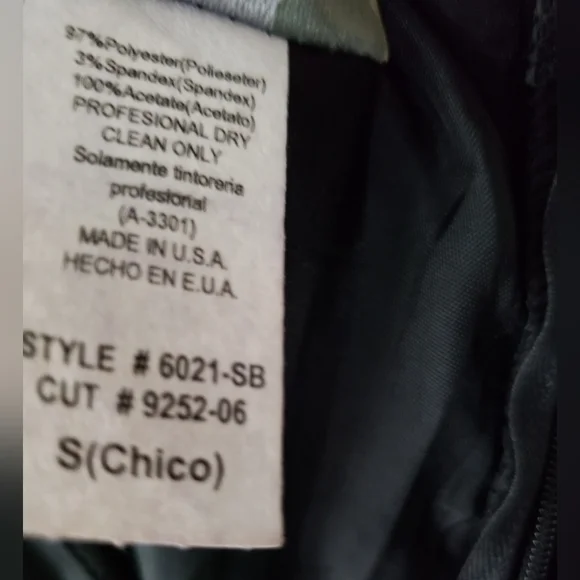 97%Polyester(Poliesster)
3%Spandex(Spandex)
100%Acetate(Acetato)
PROFESIONAL DRY
CLEAN ONLY
Solamente tintoreria
profesional
(A-3301)
MADE IN U.S.A.
HECHO EN E.U.A.
STYLE # 6021-SB
CUT # 9252-06
S(Chico)